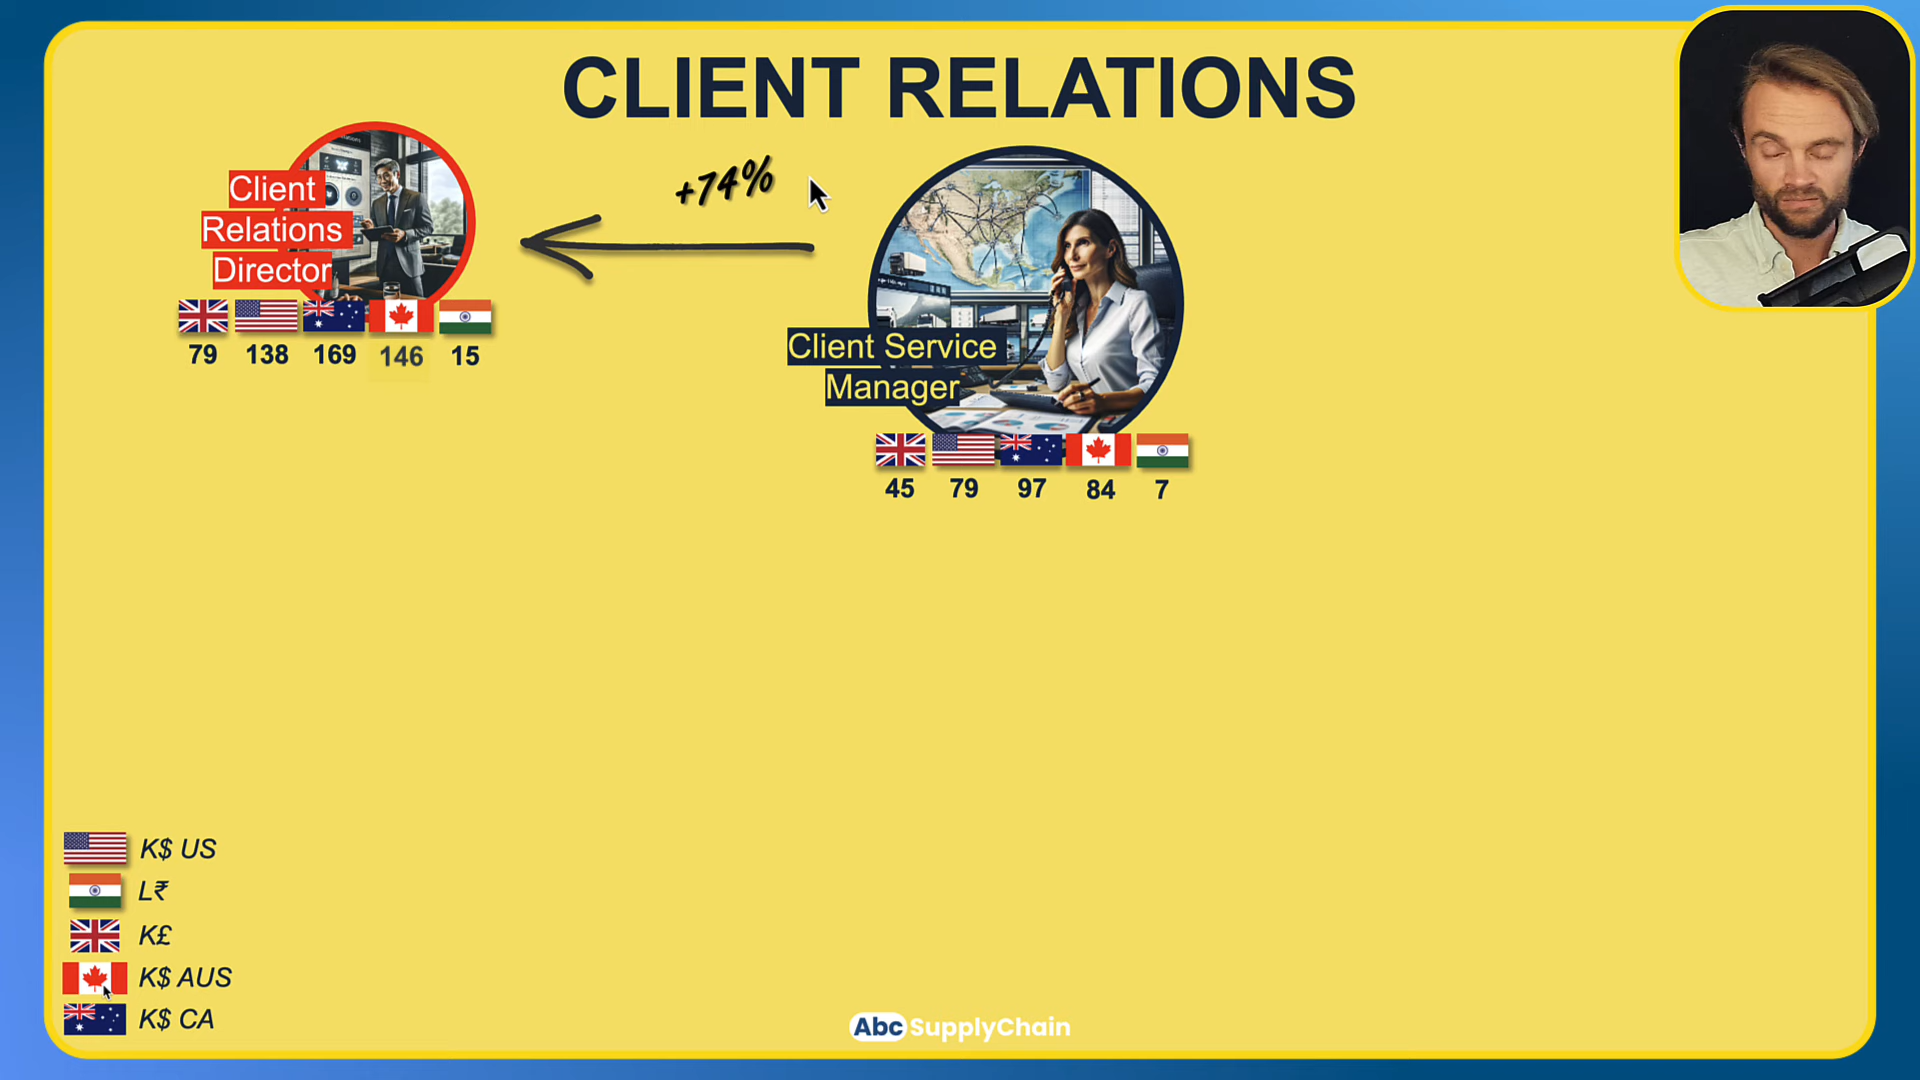 CLIENT RELATIONS
Client
Relations
Director
79 138 169 146 15
+74%
Client Service
Manager
45 79 97 84 7
K$ US
L₹
K£
K$ AUS
K$ CA
Abc SupplyChain